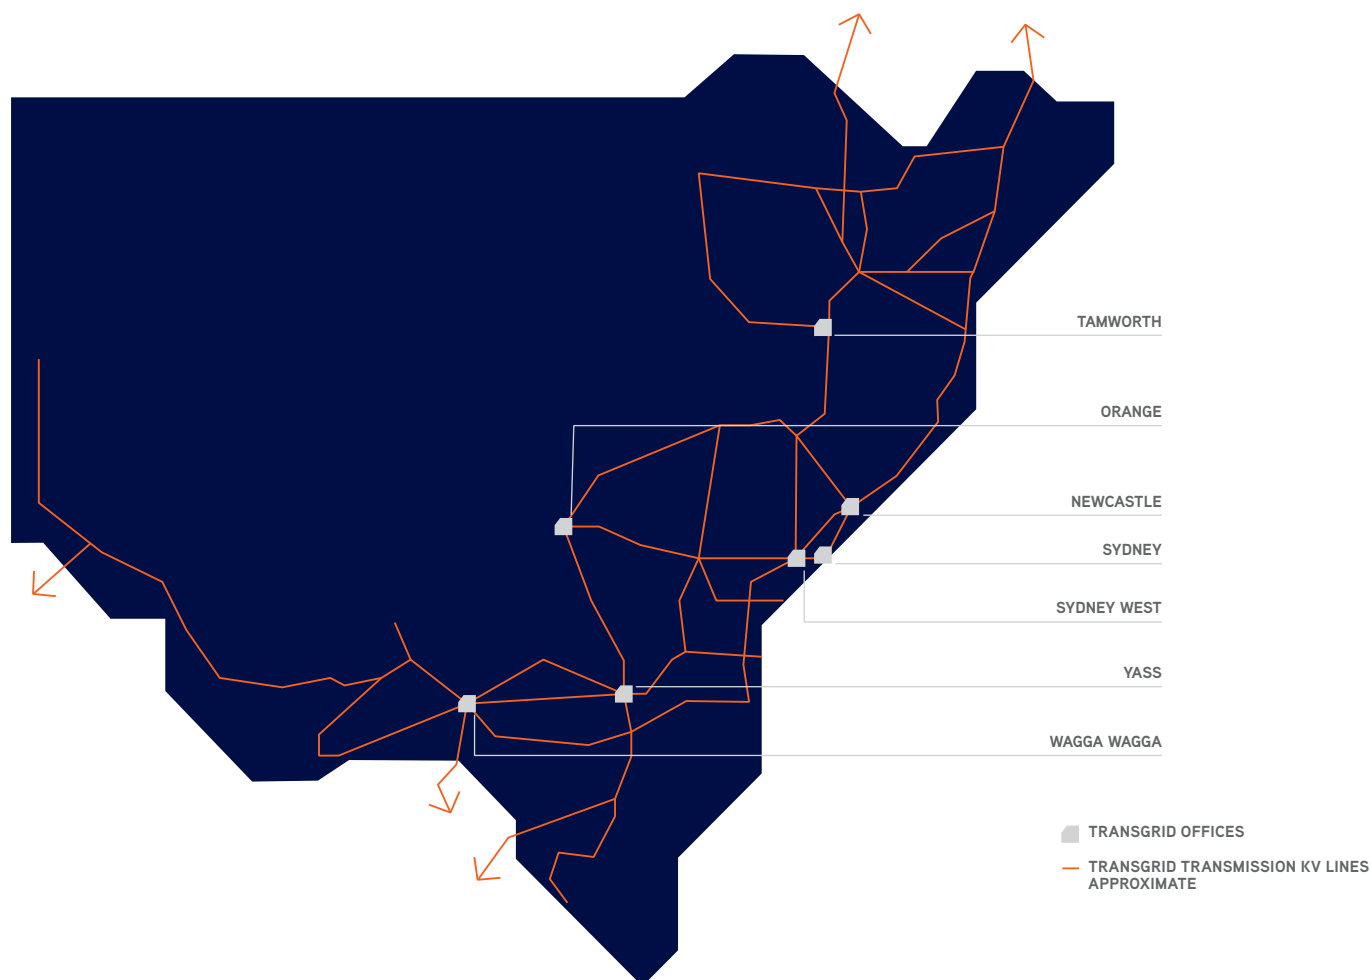 TAMWORTH
ORANGE
NEWCASTLE
SYDNEY
SYDNEY WEST
YASS
WAGGA WAGGA
TRANSGRID OFFICES
TRANSGRID TRANSMISSION KV LINES
APPROXIMATE